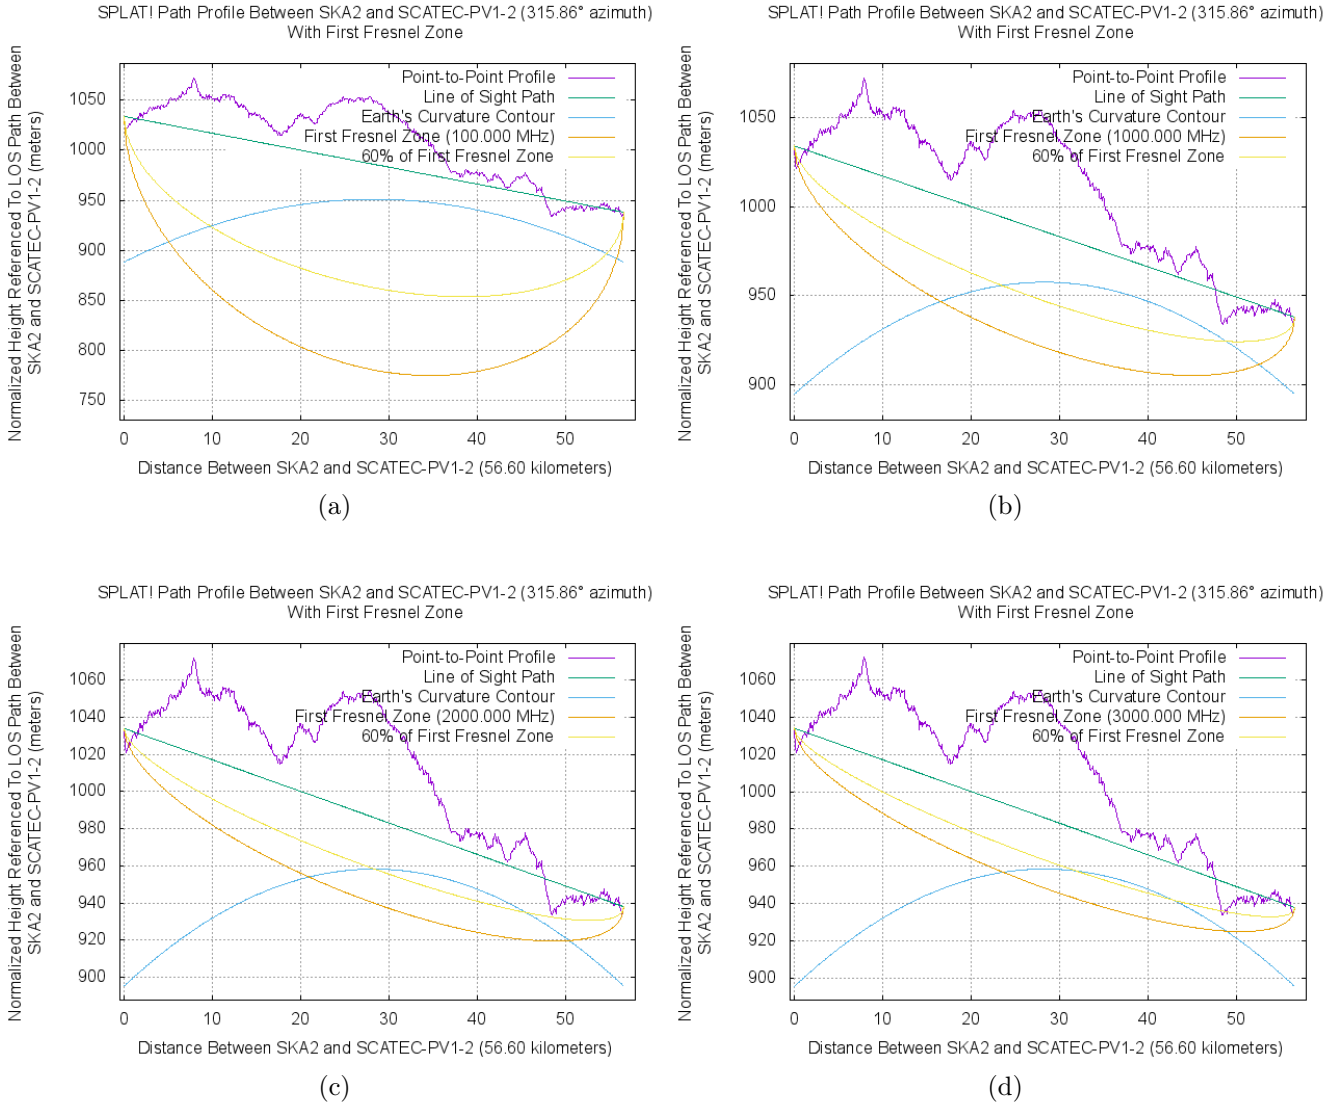 SPLAT! Path Profile Between SKA2 and SCATEC-PV1-2 (315.86° azimuth)
With First Fresnel Zone
Normalized Height Referenced To LOS Path Between
SKA2 and SCATEC-PV1-2 (meters)
Point-to-Point Profile
Line of Sight Path
Earth's Curvature Contour
First Fresnel Zone (100.000 MHz)
60% of First Fresnel Zone
1050
1000
950
900
850
800
750
0 10 20 30 40 50
Distance Between SKA2 and SCATEC-PV1-2 (56.60 kilometers)
(a)
SPLAT! Path Profile Between SKA2 and SCATEC-PV1-2 (315.86° azimuth)
With First Fresnel Zone
Normalized Height Referenced To LOS Path Between
SKA2 and SCATEC-PV1-2 (meters)
Point-to-Point Profile
Line of Sight Path
Earth's Curvature Contour
First Fresnel Zone (1000.000 MHz)
60% of First Fresnel Zone
1050
1000
950
900
0 10 20 30 40 50
Distance Between SKA2 and SCATEC-PV1-2 (56.60 kilometers)
(b)
SPLAT! Path Profile Between SKA2 and SCATEC-PV1-2 (315.86° azimuth)
With First Fresnel Zone
Normalized Height Referenced To LOS Path Between
SKA2 and SCATEC-PV1-2 (meters)
Point-to-Point Profile
Line of Sight Path
Earth's Curvature Contour
First Fresnel Zone (2000.000 MHz)
60% of First Fresnel Zone
1060
1040
1020
1000
980
960
940
920
900
0 10 20 30 40 50
Distance Between SKA2 and SCATEC-PV1-2 (56.60 kilometers)
(c)
SPLAT! Path Profile Between SKA2 and SCATEC-PV1-2 (315.86° azimuth)
With First Fresnel Zone
Normalized Height Referenced To LOS Path Between
SKA2 and SCATEC-PV1-2 (meters)
Point-to-Point Profile
Line of Sight Path
Earth's Curvature Contour
First Fresnel Zone (3000.000 MHz)
60% of First Fresnel Zone
1060
1040
1020
1000
980
960
940
920
900
0 10 20 30 40 50
Distance Between SKA2 and SCATEC-PV1-2 (56.60 kilometers)
(d)